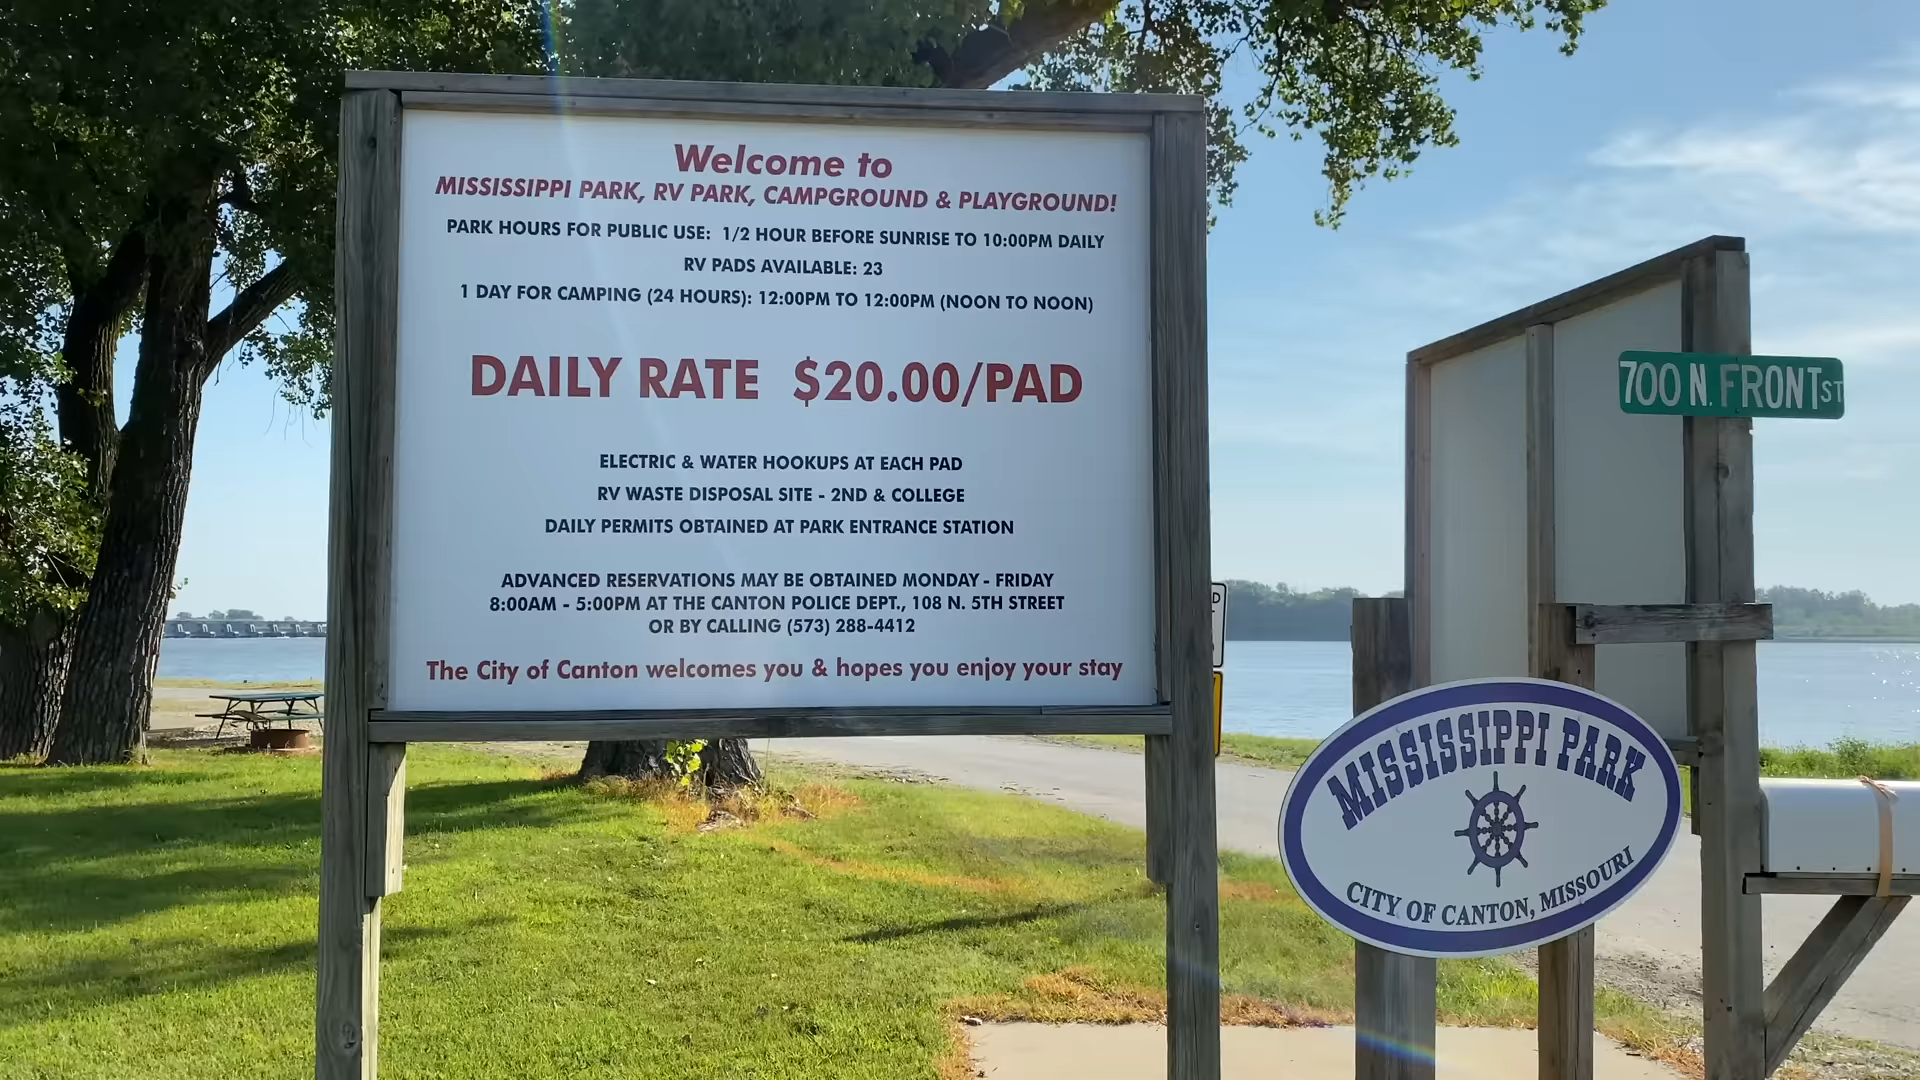 Welcome to
MISSISSIPPI PARK, RV PARK, CAMPGROUND & PLAYGROUND!
PARK HOURS FOR PUBLIC USE: 1/2 HOUR BEFORE SUNRISE TO 10:00PM DAILY
RV PADS AVAILABLE: 23
1 DAY FOR CAMPING (24 HOURS): 12:00PM TO 12:00PM (NOON TO NOON)
DAILY RATE $20.00/PAD
ELECTRIC & WATER HOOKUPS AT EACH PAD
RV WASTE DISPOSAL SITE - 2ND & COLLEGE
DAILY PERMITS OBTAINED AT PARK ENTRANCE STATION
ADVANCED RESERVATIONS MAY BE OBTAINED MONDAY - FRIDAY
8:00AM - 5:00PM AT THE CANTON POLICE DEPT., 108 N. 5TH STREET
OR BY CALLING (573) 288-4412
The City of Canton welcomes you & hopes you enjoy your stay
700 N. FRONT ST
MISSISSIPPI PARK
CITY OF CANTON, MISSOURI